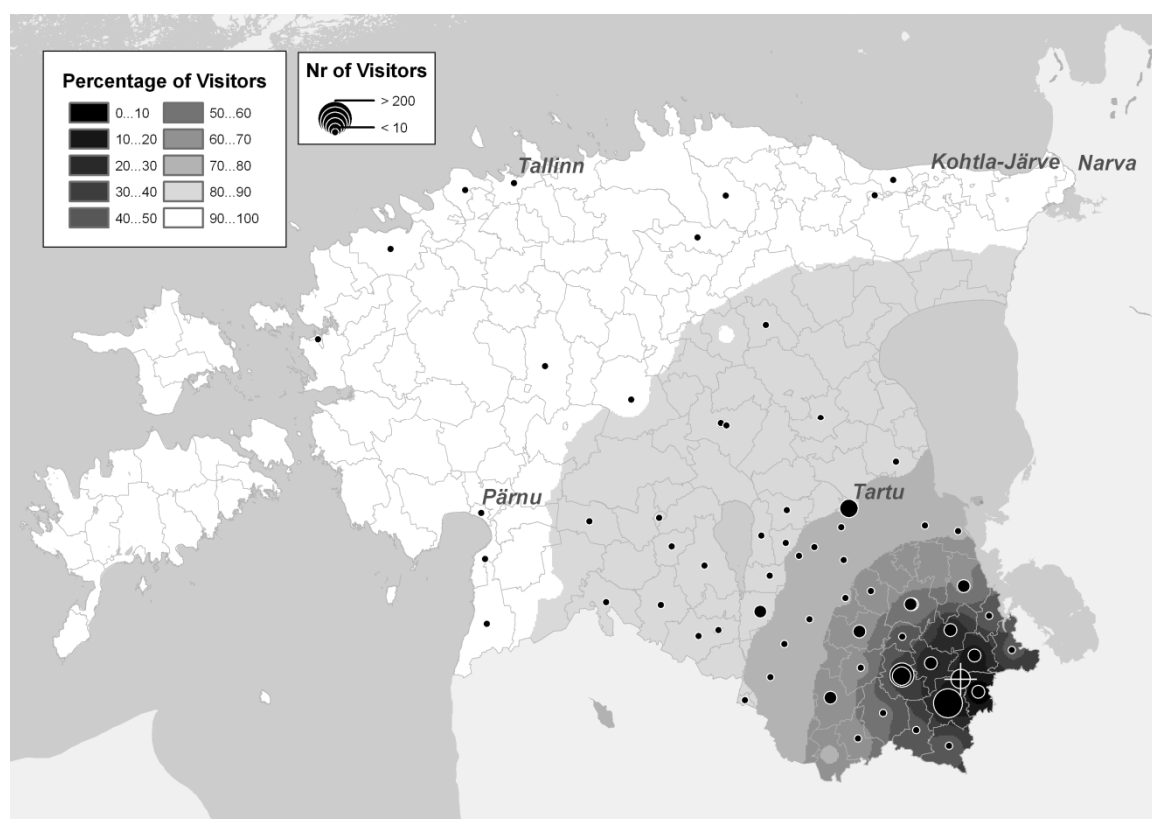 Percentage of Visitors
0...10 50...60
10...20 60...70
20...30 70...80
30...40 80...90
40...50 90...100
Nr of Visitors
> 200
< 10
Tallinn
Kohtla-Järve Narva
Pärnu
Tartu